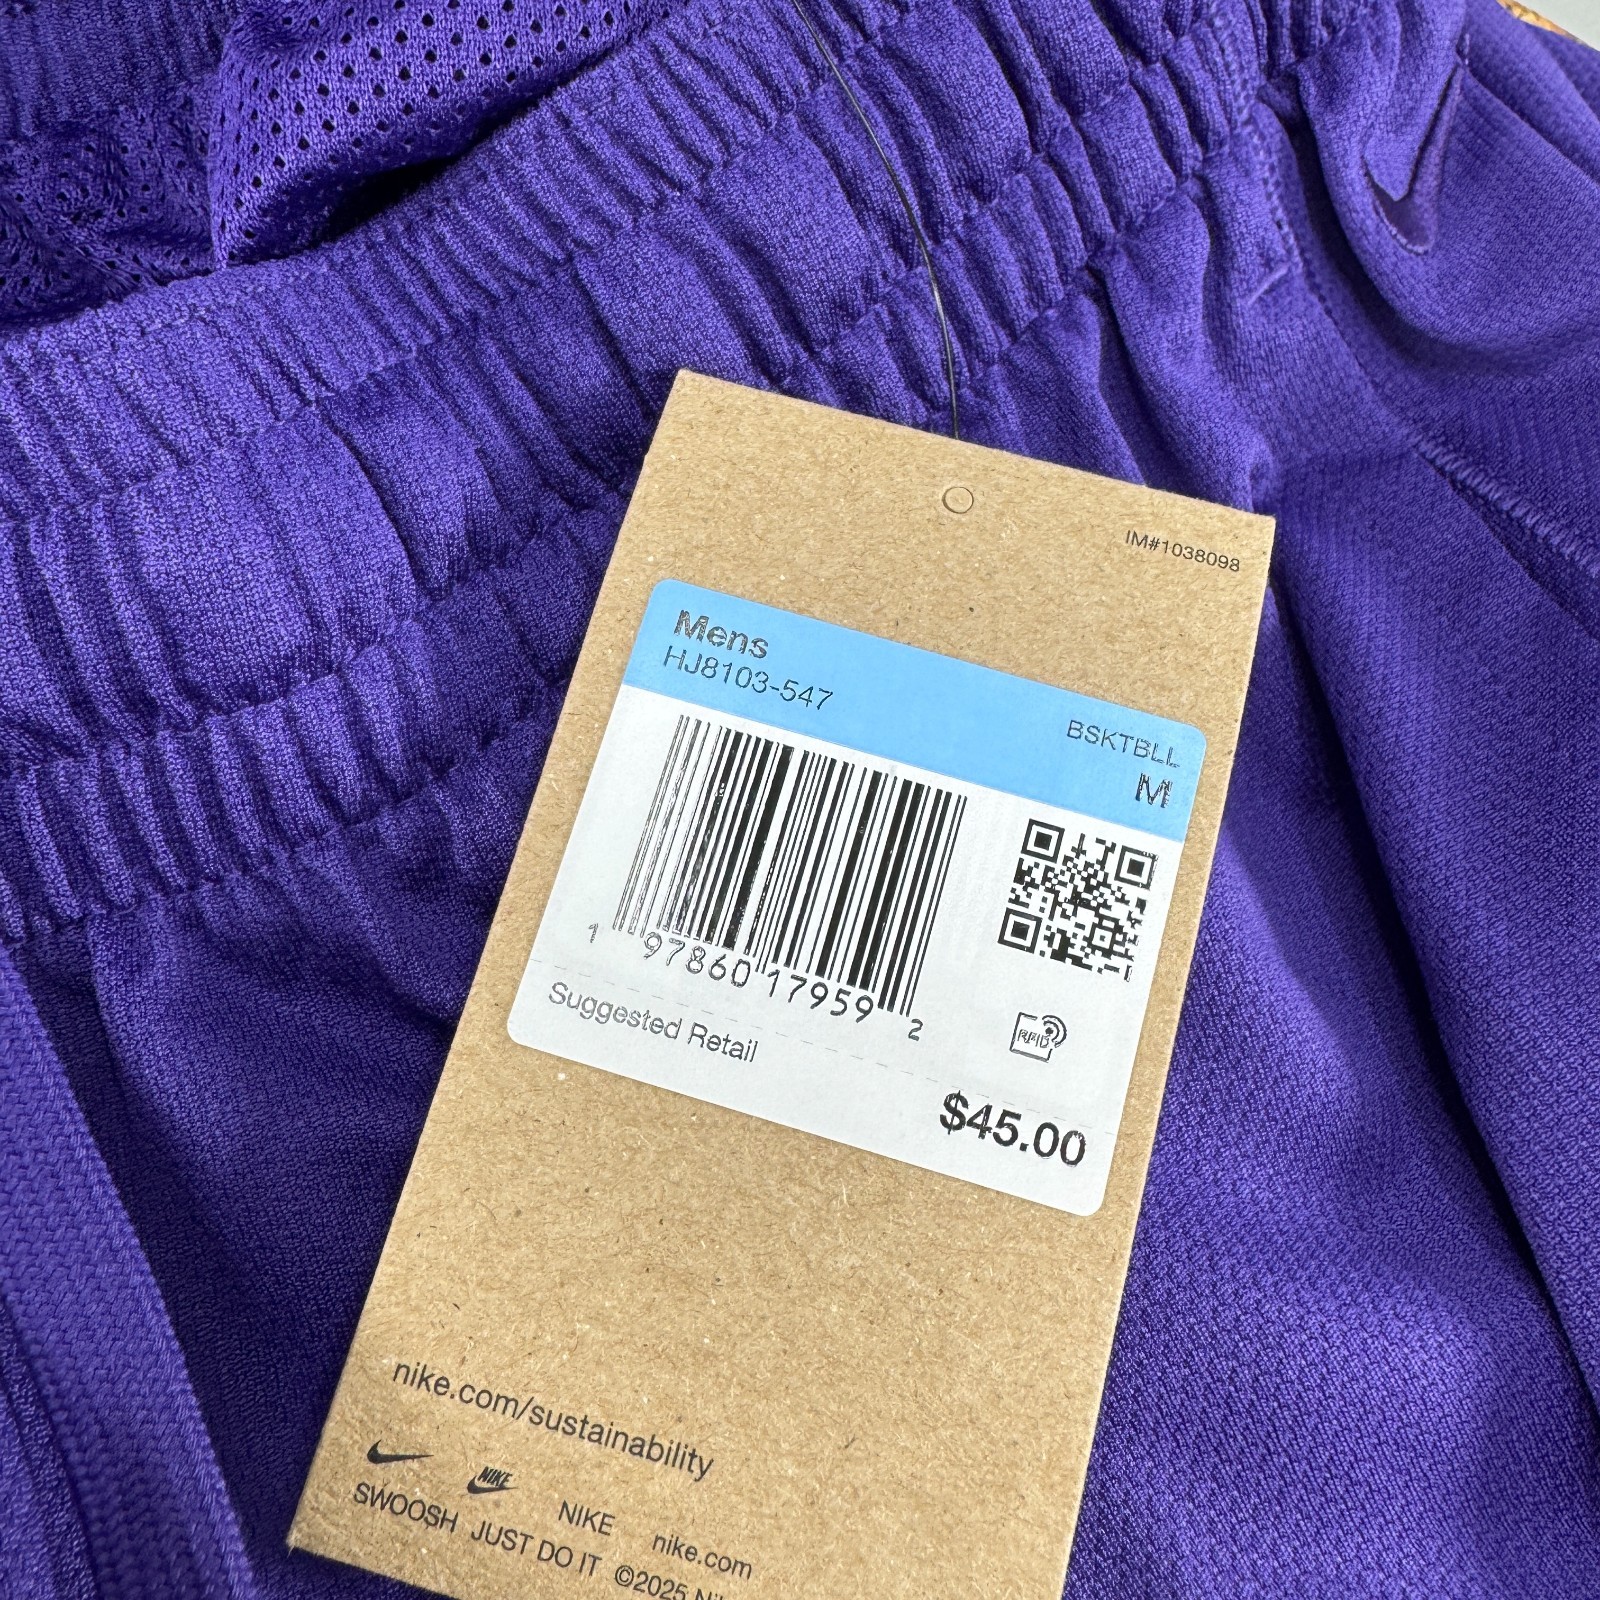 IM#1038098
Mens
HJ8103-547
BSKTBLL
M
1 97860 17959 2
RFID
Suggested Retail
$45.00
nike.com/sustainability
NIKE
SWOOSH JUST DO IT NIKE nike.com
©2025